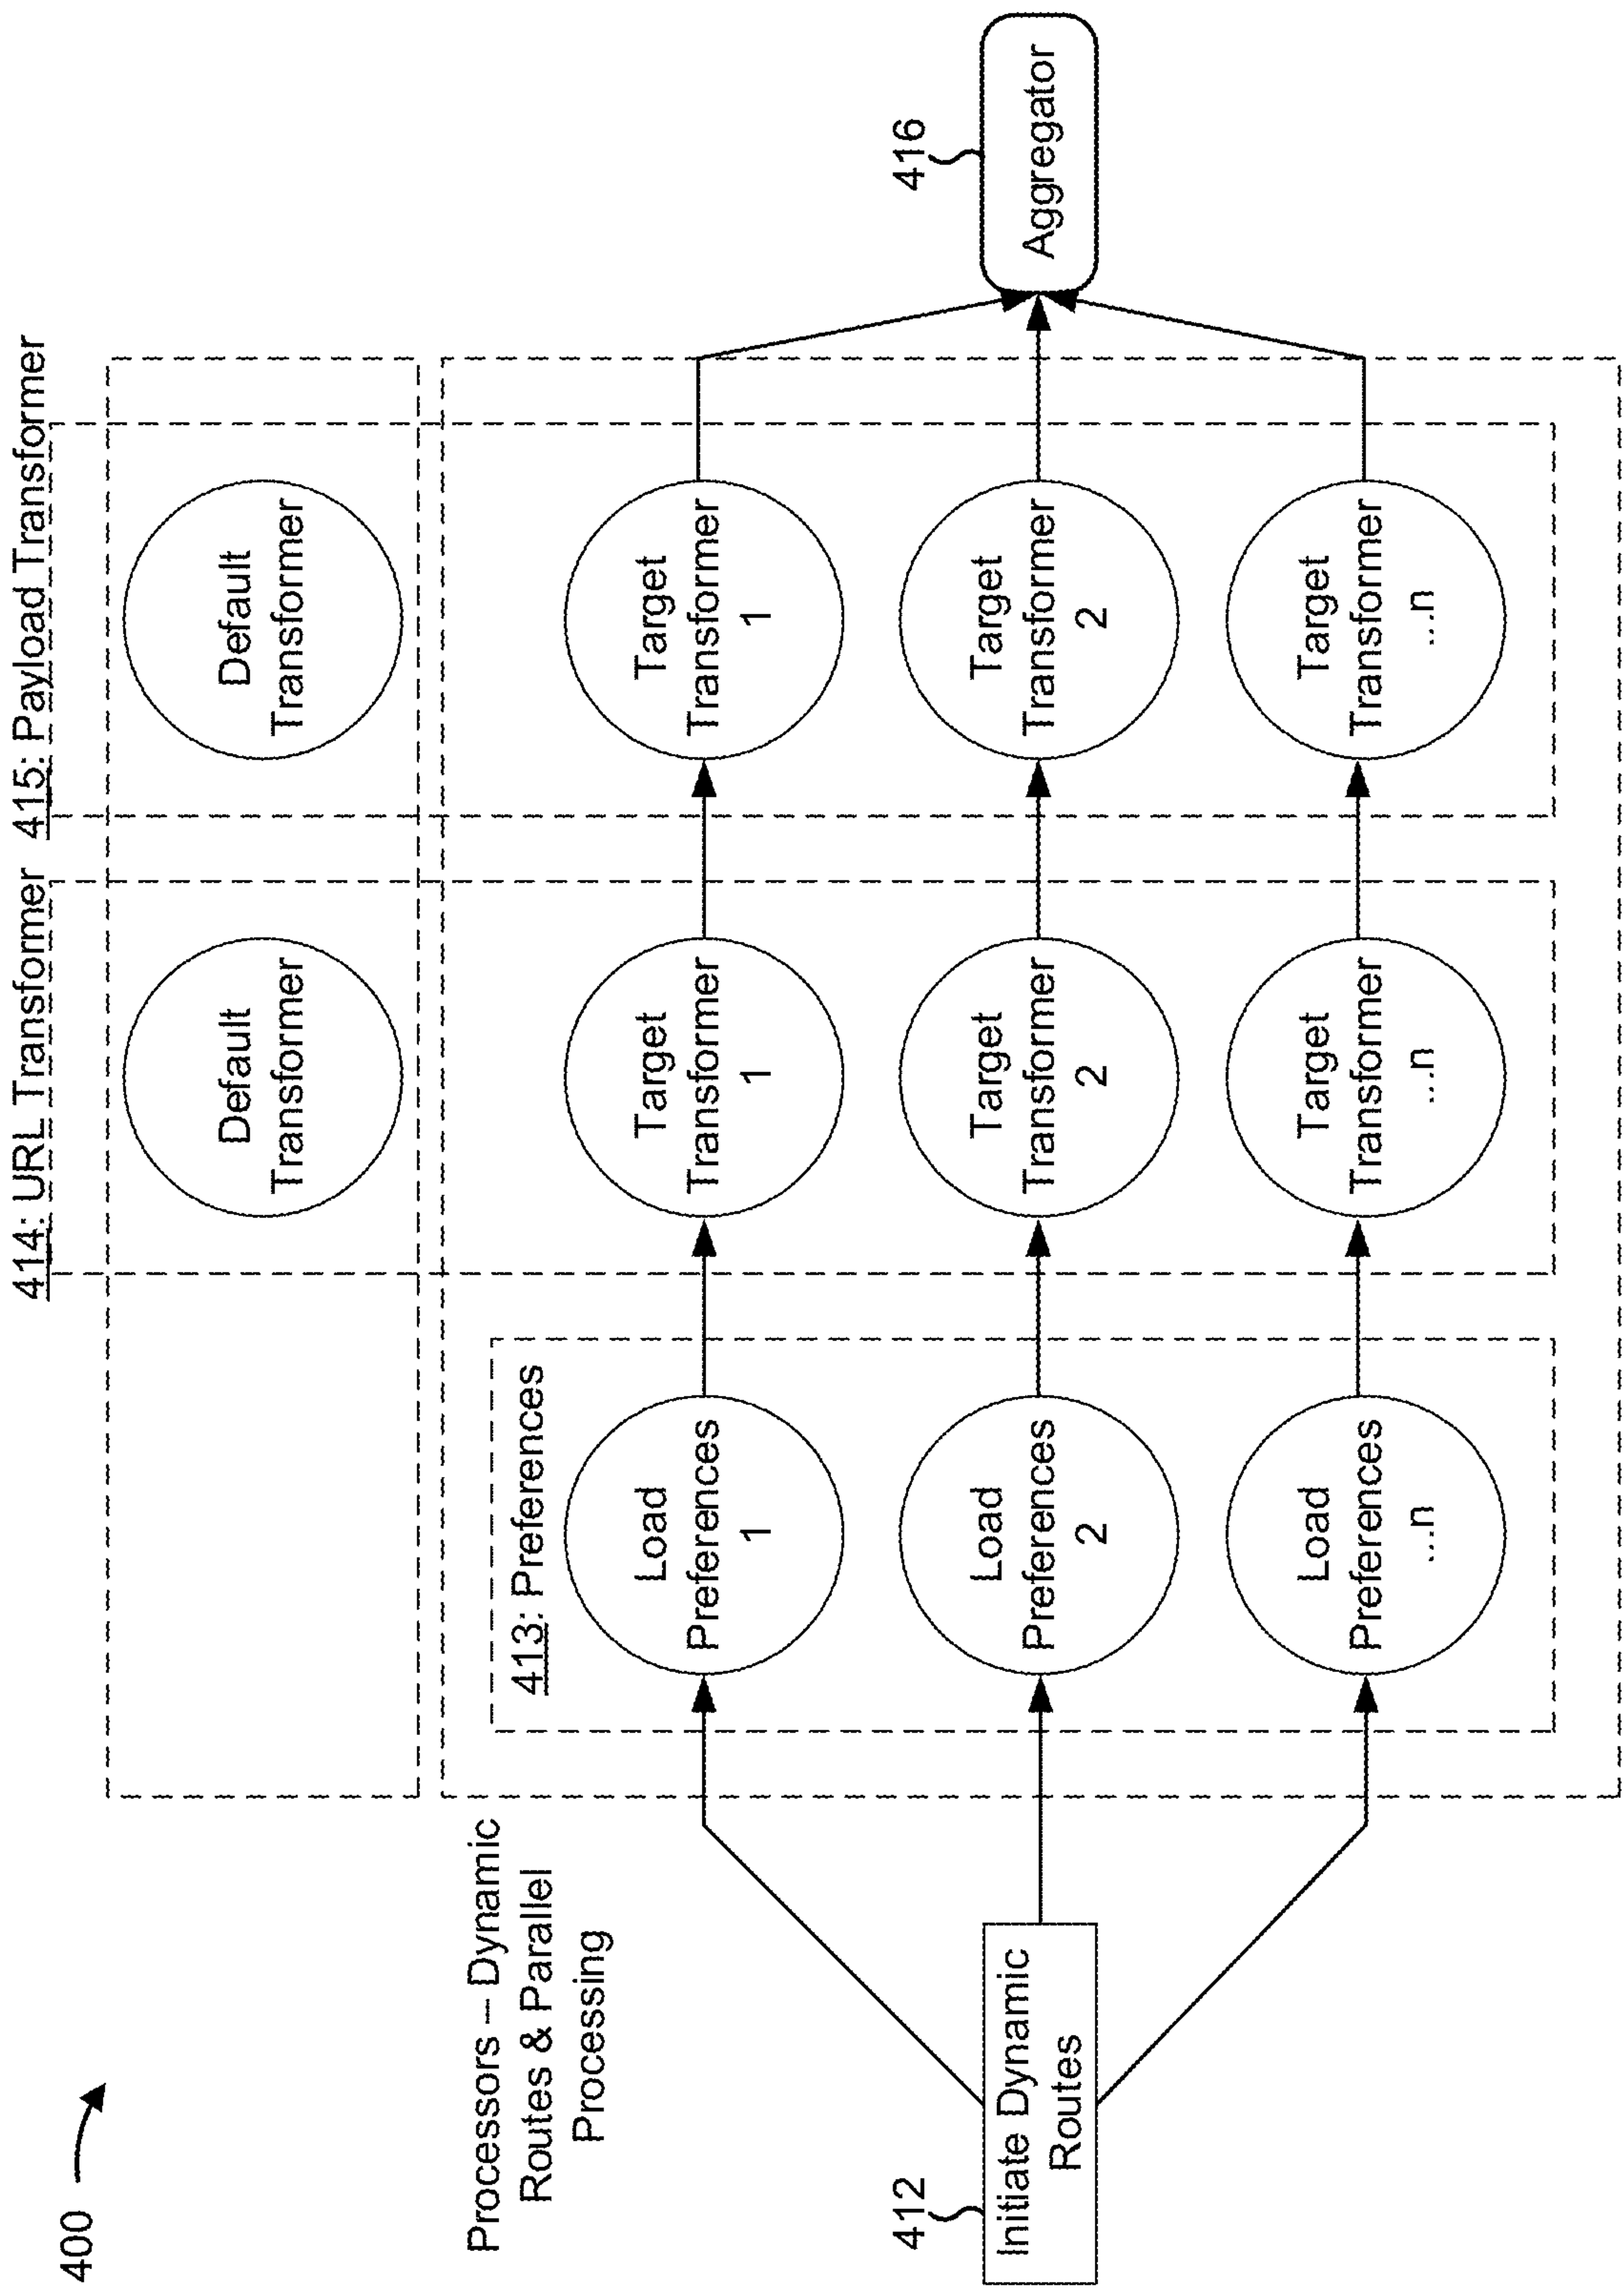 400
414: URL Transformer
415: Payload Transformer
Default
Transformer
Default
Transformer
Processors – Dynamic
Routes & Parallel
Processing
413: Preferences
Load
Preferences
1
Target
Transformer
1
Target
Transformer
1
412
Initiate Dynamic
Routes
Load
Preferences
2
Target
Transformer
2
Target
Transformer
2
416
Aggregator
Load
Preferences
...n
Target
Transformer
...n
Target
Transformer
...n